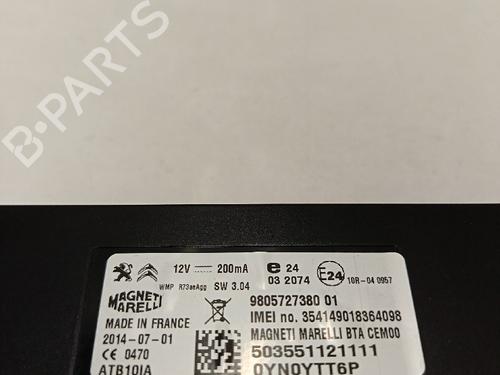 B-PARTS
12V 200mA
WMP R73aeAgg SW 3.04
e 24
03 2074
E24
10R-04 0957
MAGNETI
MARELLI
MADE IN FRANCE
2014-07-01
CE 0470
ATB10IA
9805727380 01
IMEI no. 354149018364098
MAGNETI MARELLI BTA CEM00
503551121111
0YN0YTT6P